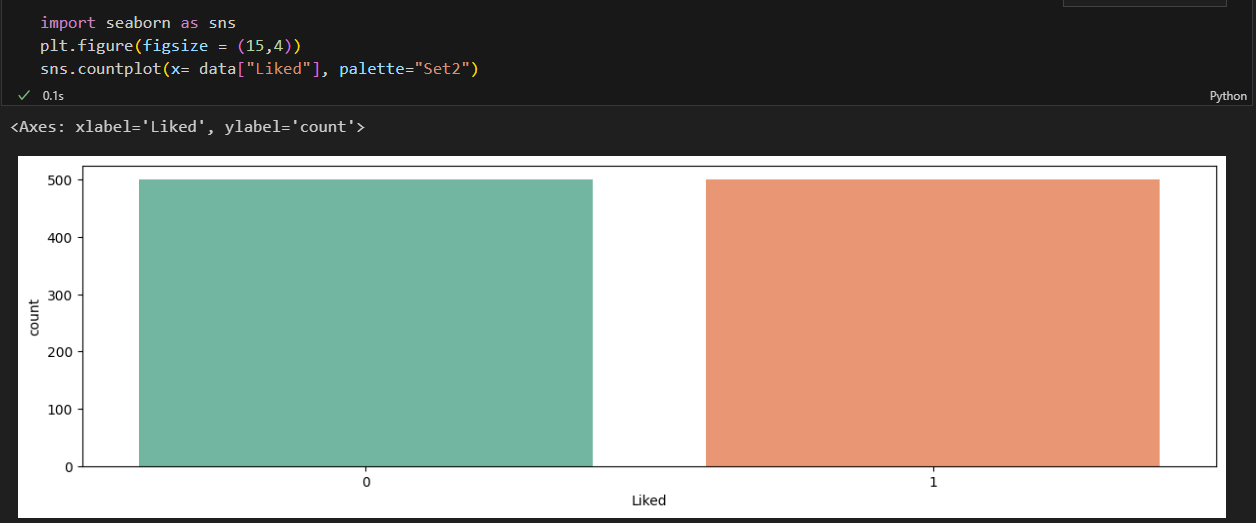 import seaborn as sns
plt.figure(figsize = (15,4))
sns.countplot(x= data["Liked"], palette="Set2")
0.1s
Python
<Axes: xlabel='Liked', ylabel='count'>
500
400
300
200
100
0
count
0
1
Liked